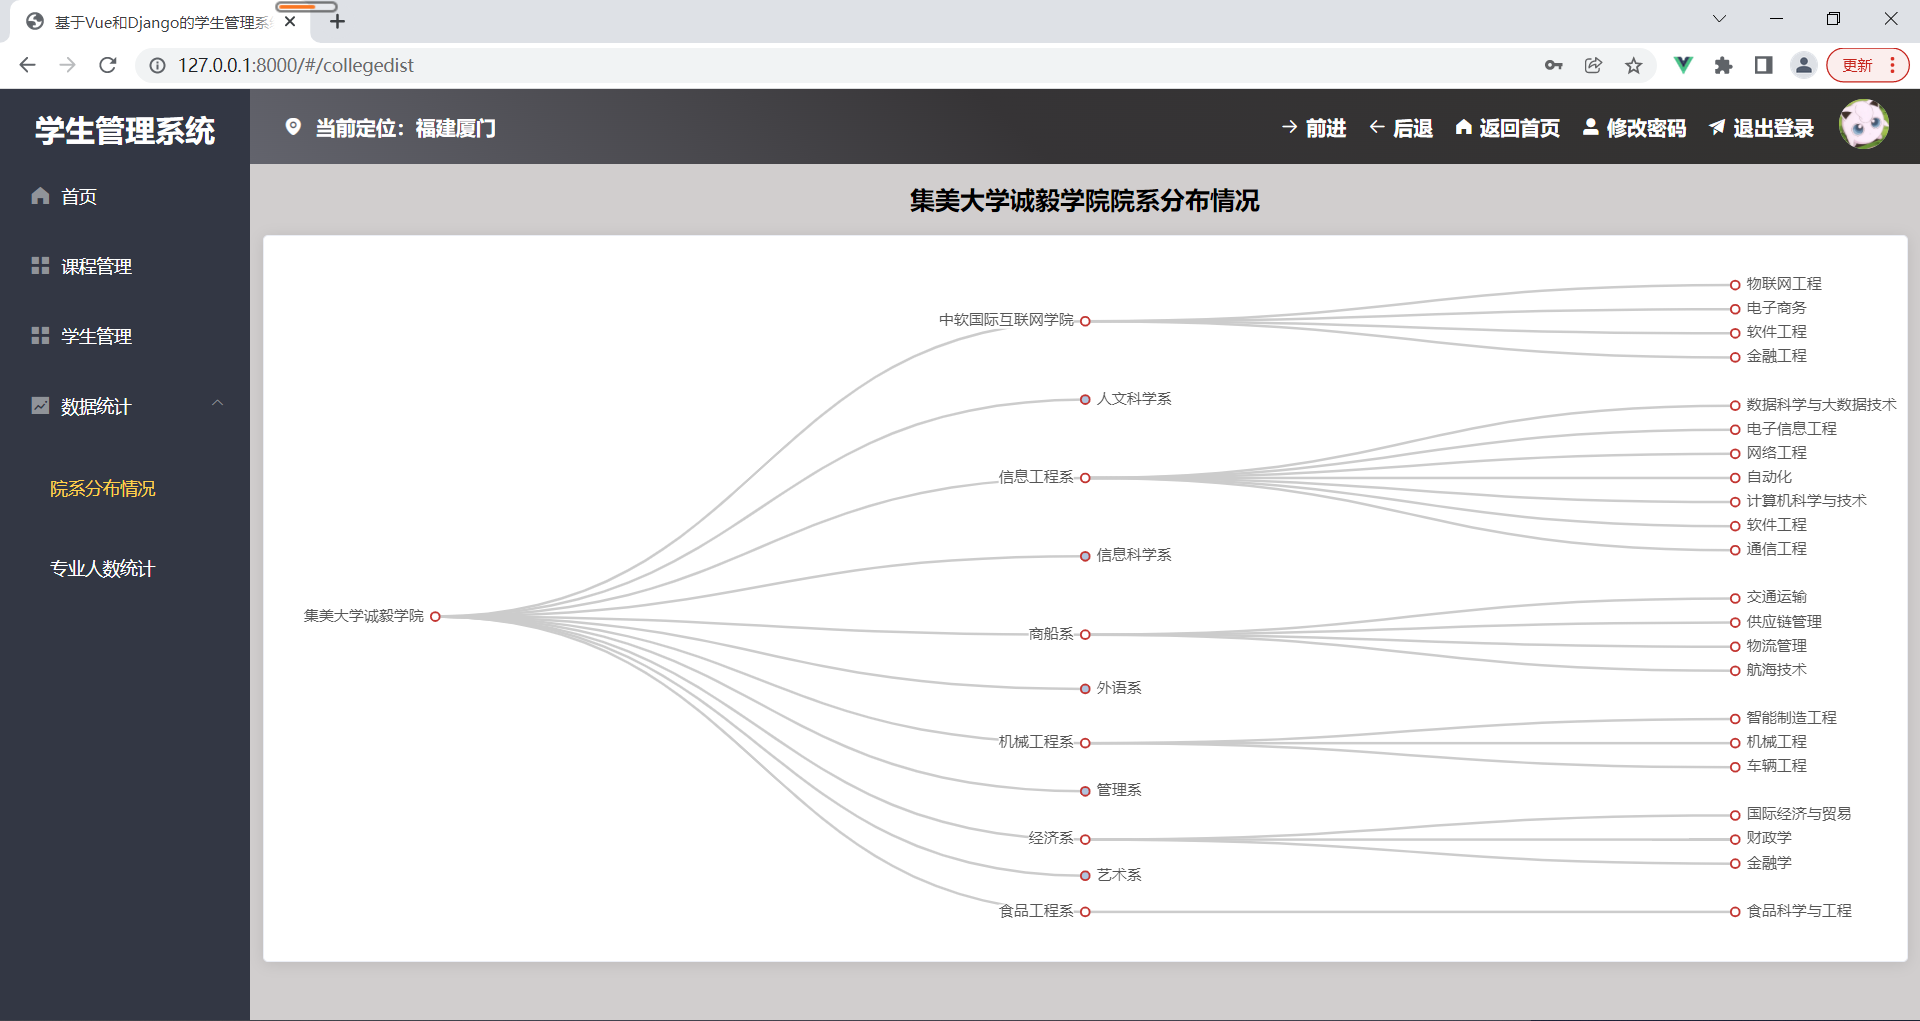 基于Vue和Django的学生管理系
127.0.0.1:8000/#/collegedist
更新
学生管理系统
当前定位：福建厦门
前进
后退
返回首页
修改密码
退出登录
首页
课程管理
学生管理
数据统计
院系分布情况
专业人数统计
集美大学诚毅学院院系分布情况
集美大学诚毅学院
中软国际互联网学院
人文科学系
信息工程系
信息科学系
商船系
外语系
机械工程系
管理系
经济系
艺术系
食品工程系
物联网工程
电子商务
软件工程
金融工程
数据科学与大数据技术
电子信息工程
网络工程
自动化
计算机科学与技术
软件工程
通信工程
交通运输
供应链管理
物流管理
航海技术
智能制造工程
机械工程
车辆工程
国际经济与贸易
财政学
金融学
食品科学与工程